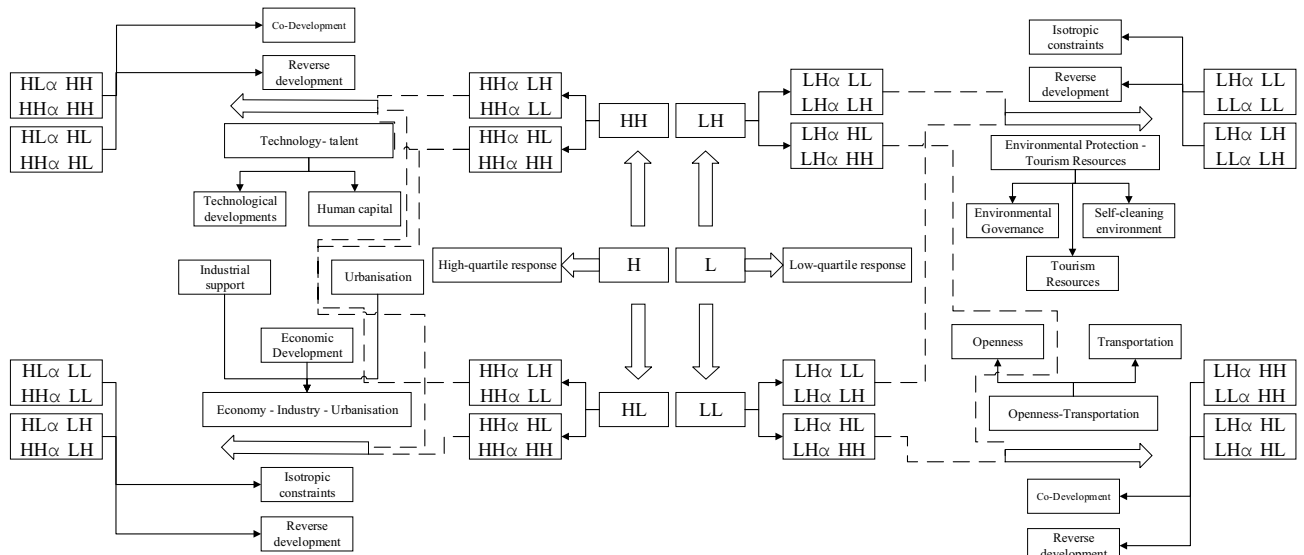 Co-Development
Reverse
development
HLα HH
HHα HH
HLα HL
HHα HL
Technology- talent
Technological
developments
Human capital
HHα LH
HHα LL
HHα HL
HHα HH
HH
LH
LHα LL
LHα LH
LHα HL
LHα HH
Isotropic
constraints
Reverse
development
LHα LL
LLα LL
LHα LH
LLα LH
Environmental Protection -
Tourism Resources
Environmental
Governance
Self-cleaning
environment
Tourism
Resources
Industrial
support
Urbanisation
High-quartile response
H
L
Low-quartile response
Economic
Development
Economy - Industry - Urbanisation
HLα LL
HHα LL
HLα LH
HHα LH
Isotropic
constraints
Reverse
development
HHα LH
HHα LL
HHα HL
HHα HH
HL
LL
LHα LL
LHα LH
LHα HL
LHα HH
Openness
Transportation
Openness-Transportation
LHα HH
LLα HH
LHα HL
LHα HL
Co-Development
Reverse
development